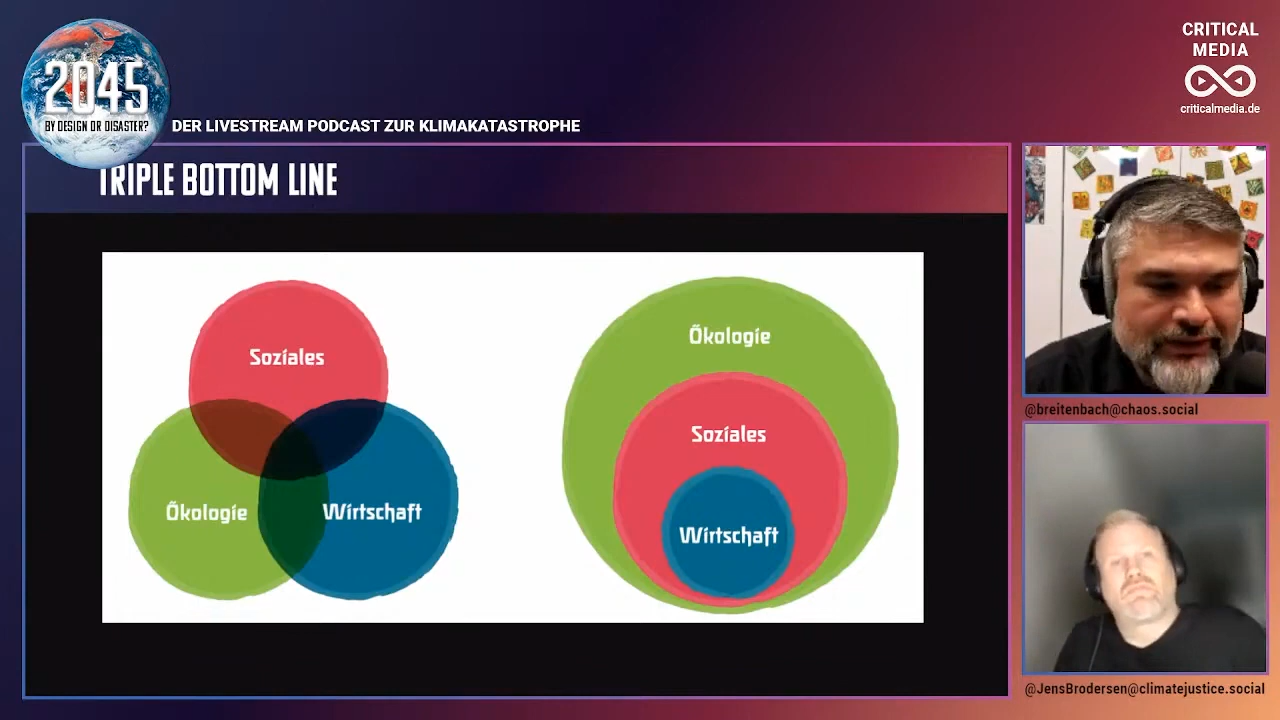 2045
BY DESIGN OR DISASTER?
DER LIVESTREAM PODCAST ZUR KLIMAKATASTROPHE
CRITICAL
MEDIA
criticalmedia.de
TRIPLE BOTTOM LINE
Soziales
Ökologie
Wirtschaft
Ökologie
Soziales
Wirtschaft
@breitenbach@chaos.social
@JensBrodersen@climatejustice.social